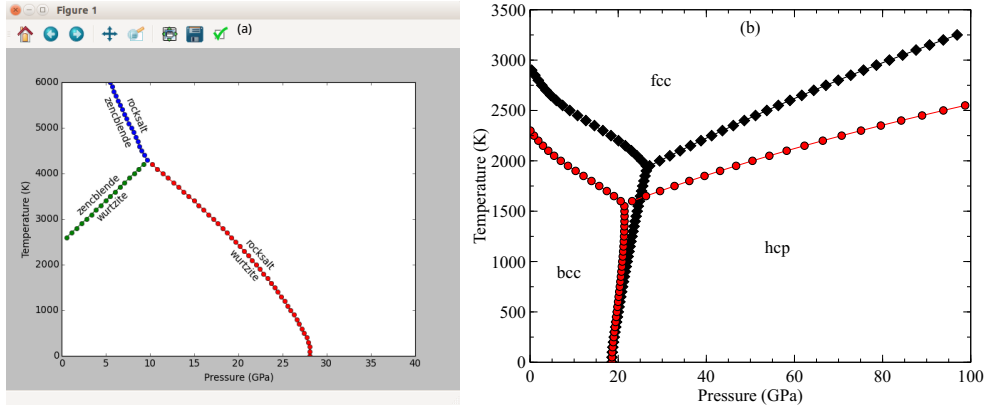 Figure 1
(a)
6000
5000
4000
3000
2000
1000
0
Temperature (K)
0 5 10 15 20 25 30 35 40
Pressure (GPa)
rocksalt
zencblende
zencblende
wurtzite
rocksalt
wurtzite
(b)
3500
3000
2500
2000
1500
1000
500
0
Temperature (K)
fcc
bcc
hcp
0 20 40 60 80 100
Pressure (GPa)